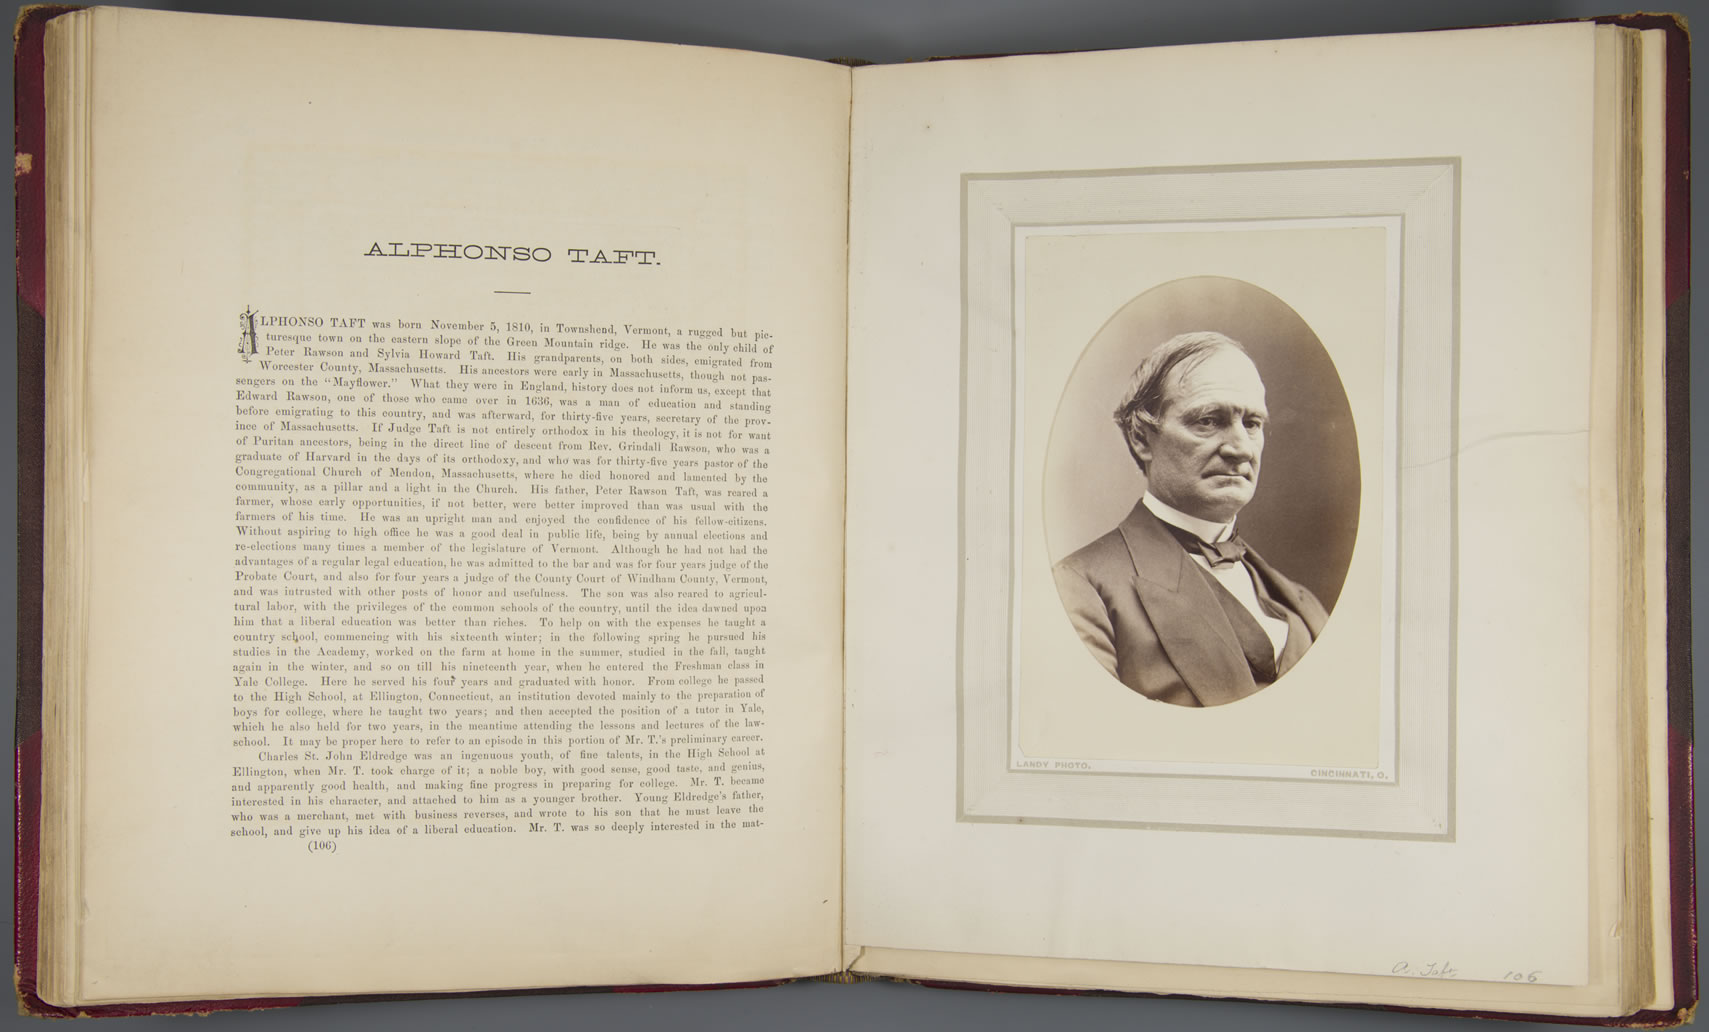 ALPHONSO TAFT.
ALPHONSO TAFT was born November 5, 1810, in Townshend, Vermont, a rugged but pic-
turesque town on the eastern slope of the Green Mountain ridge. He was the only child of
Peter Rawson and Sylvia Howard Taft. His grandparents, on both sides, emigrated from
Worcester County, Massachusetts. His ancestors were early in Massachusetts, though not pas-
sengers on the "Mayflower." What they were in England, history does not inform us, except that
Edward Rawson, one of those who came over in 1636, was a man of education and standing
before emigrating to this country, and was afterward, for thirty-five years, secretary of the prov-
ince of Massachusetts. If Judge Taft is not entirely orthodox in his theology, it is not for want
of Puritan ancestors, being in the direct line of descent from Rev. Grindall Rawson, who was a
graduate of Harvard in the days of its orthodoxy, and who was for thirty-five years pastor of the
Congregational Church of Mendon, Massachusetts, where he died honored and lamented by the
community, as a pillar and a light in the Church. His father, Peter Rawson Taft, was reared a
farmer, whose early opportunities, if not better, were better improved than was usual with the
farmers of his time. He was an upright man and enjoyed the confidence of his fellow-citizens.
Without aspiring to high office he was a good deal in public life, being by annual elections and
re-elections many times a member of the legislature of Vermont. Although he had not had the
advantages of a regular legal education, he was admitted to the bar and was for four years judge of the
Probate Court, and also for four years a judge of the County Court of Windham County, Vermont,
and was intrusted with other posts of honor and usefulness. The son was also reared to agricul-
tural labor, with the privileges of the common schools of the country, until the idea dawned upon
him that a liberal education was better than riches. To help on with the expenses he taught a
country school, commencing with his sixteenth winter; in the following spring he pursued his
studies in the Academy, worked on the farm at home in the summer, studied in the fall, taught
again in the winter, and so on till his nineteenth year, when he entered the Freshman class in
Yale College. Here he served his four years and graduated with honor. From college he passed
to the High School, at Ellington, Connecticut, an institution devoted mainly to the preparation of
boys for college, where he taught two years; and then accepted the position of a tutor in Yale,
which he also held for two years, in the meantime attending the lessons and lectures of the law-
school. It may be proper here to refer to an episode in this portion of Mr. T.'s preliminary career.
Charles St. John Eldredge was an ingenuous youth, of fine talents, in the High School at
Ellington, when Mr. T. took charge of it; a noble boy, with good sense, good taste, and genius,
and apparently good health, and making fine progress in preparing for college. Mr. T. became
interested in his character, and attached to him as a younger brother. Young Eldredge's father,
who was a merchant, met with business reverses, and wrote to his son that he must leave the
school, and give up his idea of a liberal education. Mr. T. was so deeply interested in the mat-
(106)
LANDY PHOTO.
CINCINNATI, O.
A. Taft 106